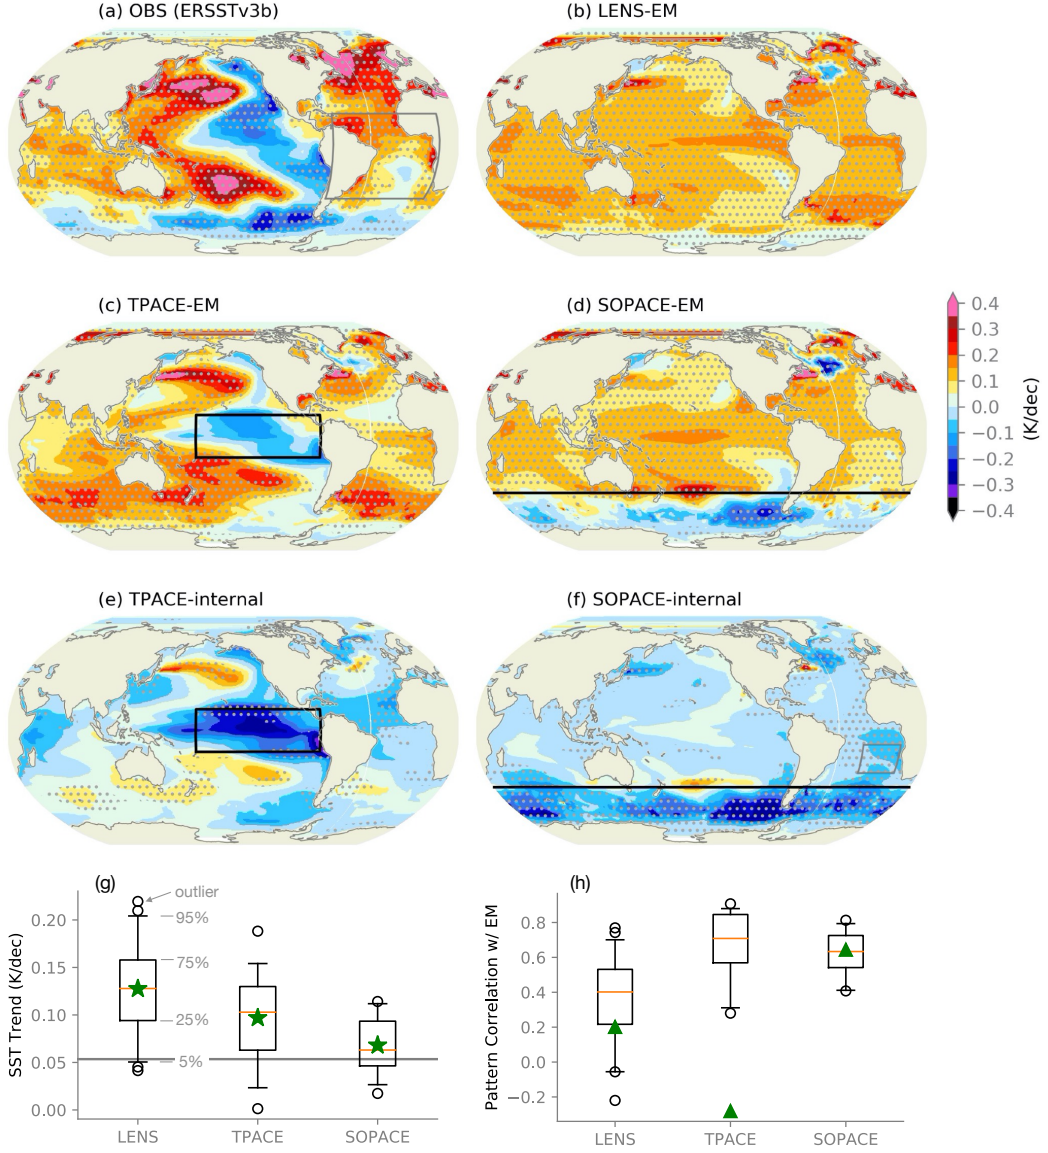 (a) OBS (ERSSTv3b)
(b) LENS-EM
(c) TPACE-EM
(d) SOPACE-EM
0.4
0.3
0.2
0.1
0.0
−0.1
−0.2
−0.3
−0.4
(K/dec)
(e) TPACE-internal
(f) SOPACE-internal
(g)
outlier
95%
75%
25%
5%
0.20
0.15
0.10
0.05
0.00
SST Trend (K/dec)
LENS
TPACE
SOPACE
(h)
0.8
0.6
0.4
0.2
0.0
−0.2
Pattern Corrrelation w/ EM
LENS
TPACE
SOPACE